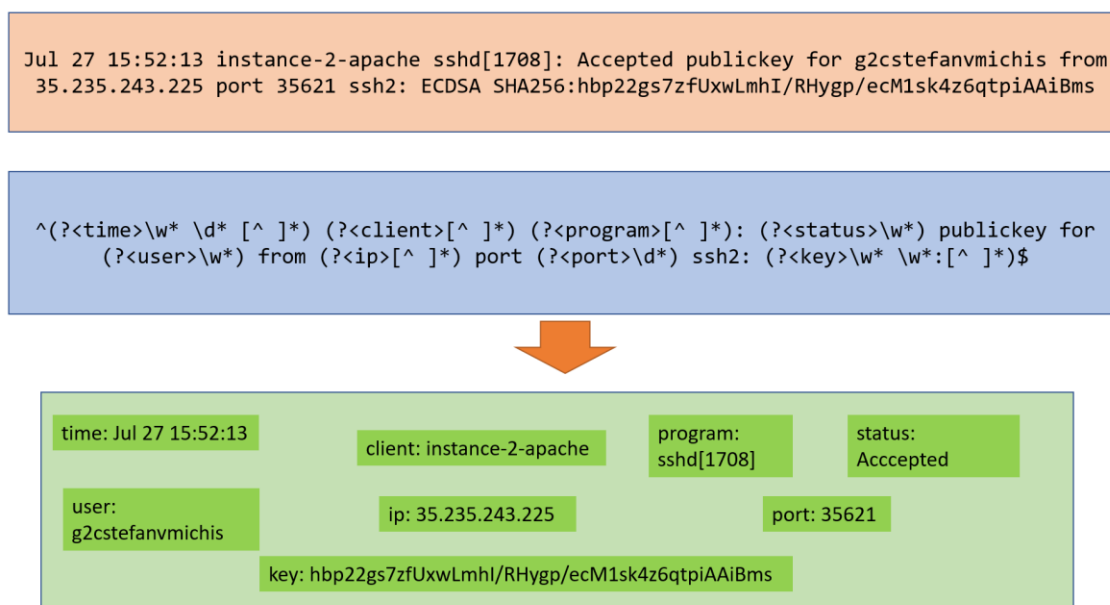 Jul 27 15:52:13 instance-2-apache sshd[1708]: Accepted publickey for g2cstefanvmichis from
35.235.243.225 port 35621 ssh2: ECDSA SHA256:hbp22gs7zfUxwLmhI/RHygp/ecM1sk4z6qtpiAAiBms
^(?<time>\w* \d* [^ ]*) (?<client>[^ ]*) (?<program>[^ ]*): (?<status>\w*) publickey for
(?<user>\w*) from (?<ip>[^ ]*) port (?<port>\d*) ssh2: (?<key>\w* \w*:[^ ]*)$
time: Jul 27 15:52:13
client: instance-2-apache
program:
sshd[1708]
status:
Acccepted
user:
g2cstefanvmichis
ip: 35.235.243.225
port: 35621
key: hbp22gs7zfUxwLmhI/RHygp/ecM1sk4z6qtpiAAiBms